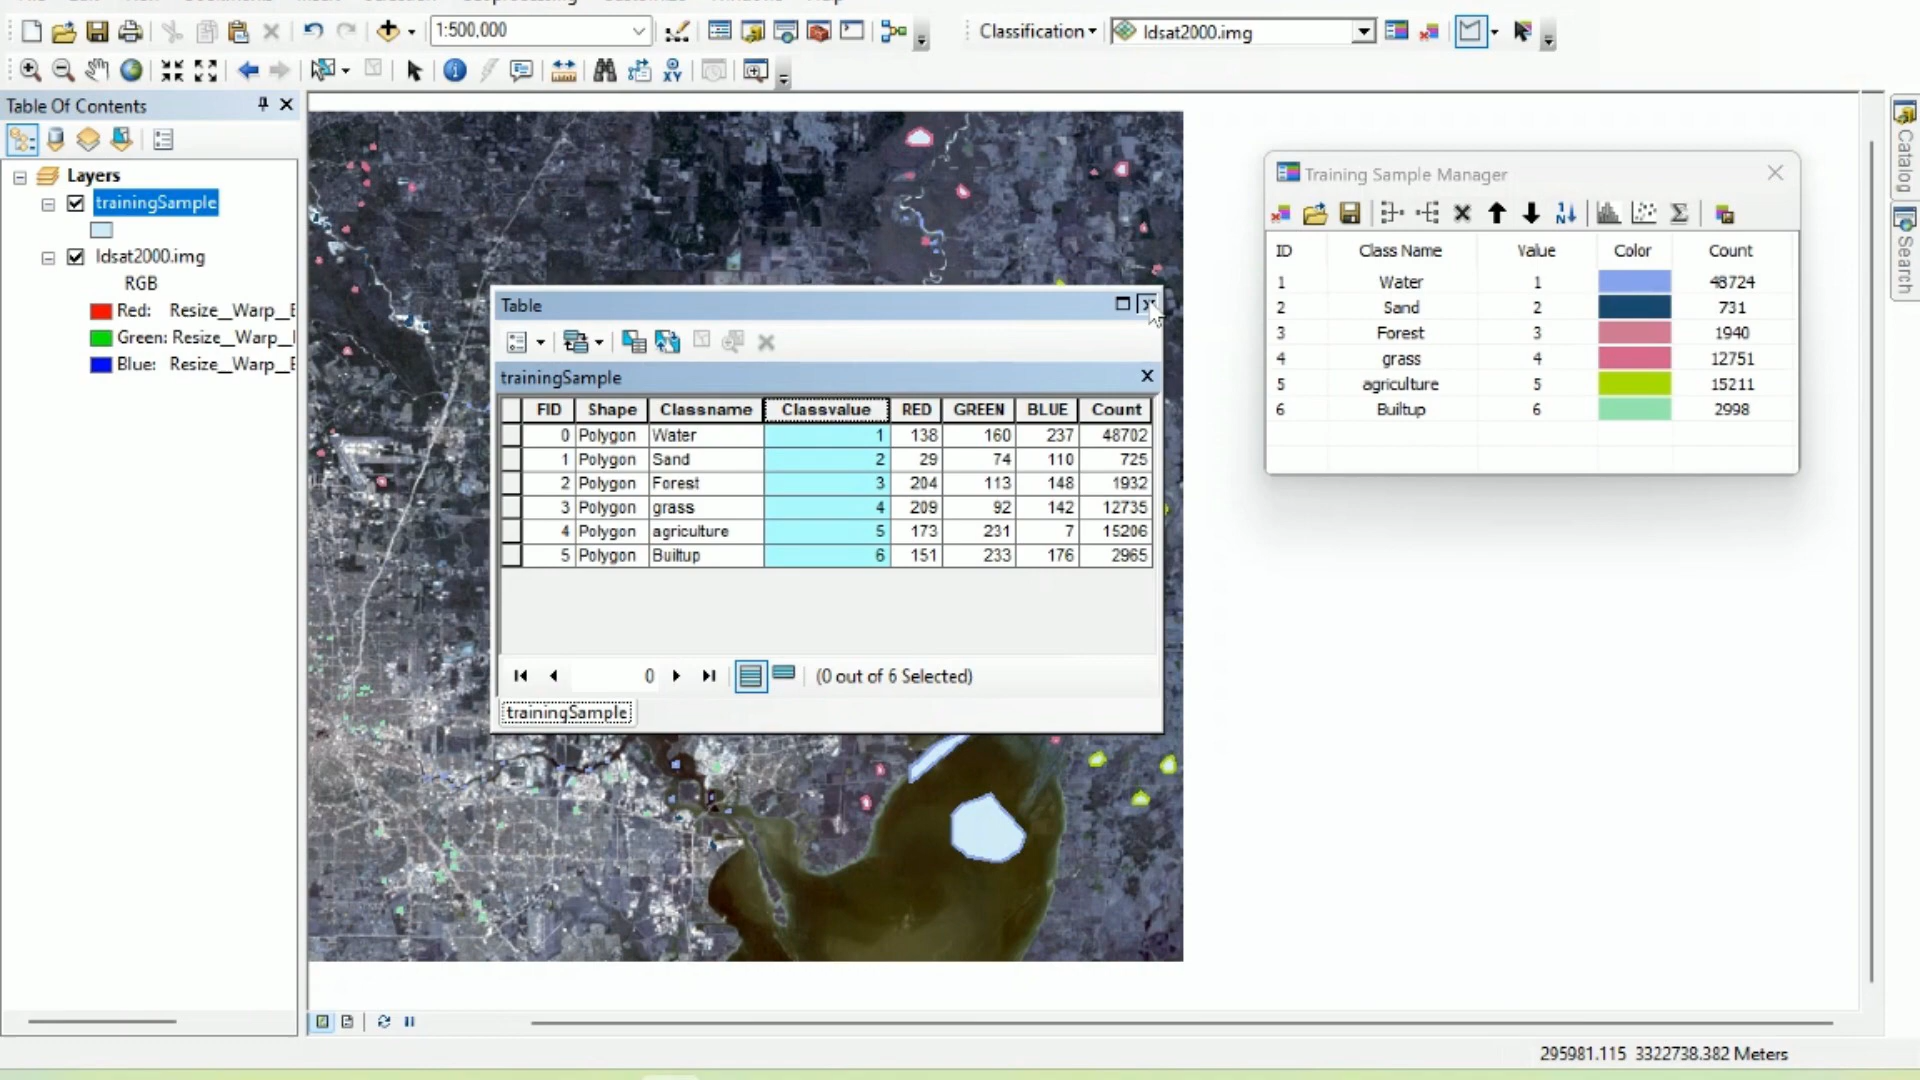 1:500,000
Classification
ldsat2000.img
Table Of Contents
Layers
trainingSample
ldsat2000.img
RGB
Red: Resize__Warp__E
Green: Resize__Warp__
Blue: Resize__Warp__E
Table
trainingSample
FID Shape Classname Classvalue RED GREEN BLUE Count
0 Polygon Water 1 138 160 237 48702
1 Polygon Sand 2 29 74 110 725
2 Polygon Forest 3 204 113 148 1932
3 Polygon grass 4 209 92 142 12735
4 Polygon agriculture 5 173 231 7 15206
5 Polygon Builtup 6 151 233 176 2965
0
(0 out of 6 Selected)
trainingSample
Training Sample Manager
ID Class Name Value Color Count
1 Water 1 48724
2 Sand 2 731
3 Forest 3 1940
4 grass 4 12751
5 agriculture 5 15211
6 Builtup 6 2998
Catalog
Search
295981.115 3322738.382 Meters